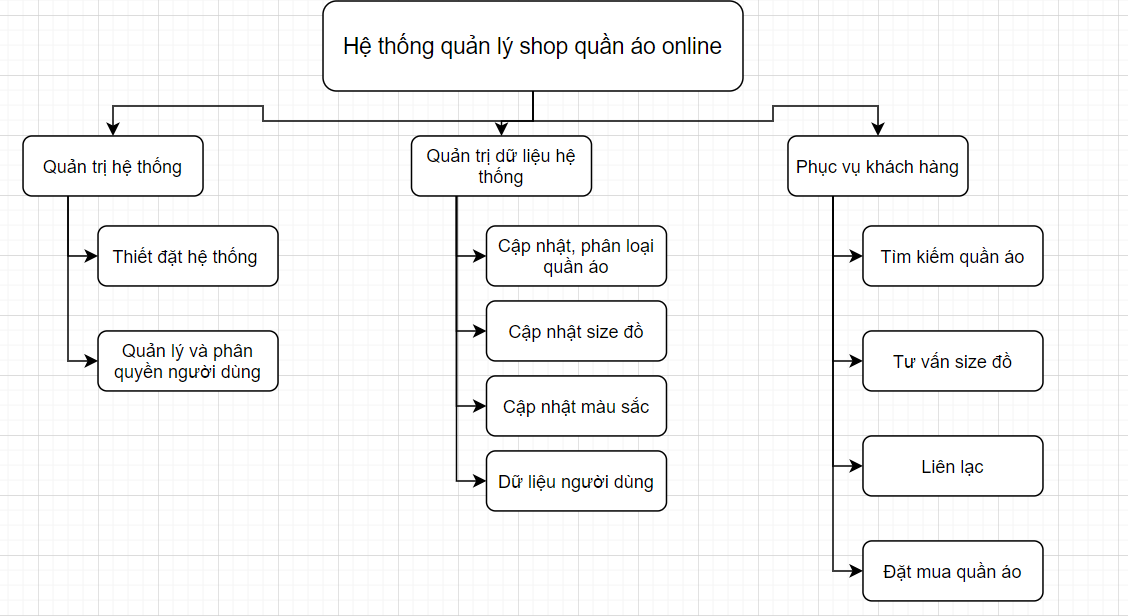 Hệ thống quản lý shop quần áo online
Quản trị hệ thống
Thiết đặt hệ thống
Quản lý và phân
quyền người dùng
Quản trị dữ liệu hệ
thống
Cập nhật, phân loại
quần áo
Cập nhật size đồ
Cập nhật màu sắc
Dữ liệu người dùng
Phục vụ khách hàng
Tìm kiếm quần áo
Tư vấn size đồ
Liên lạc
Đặt mua quần áo